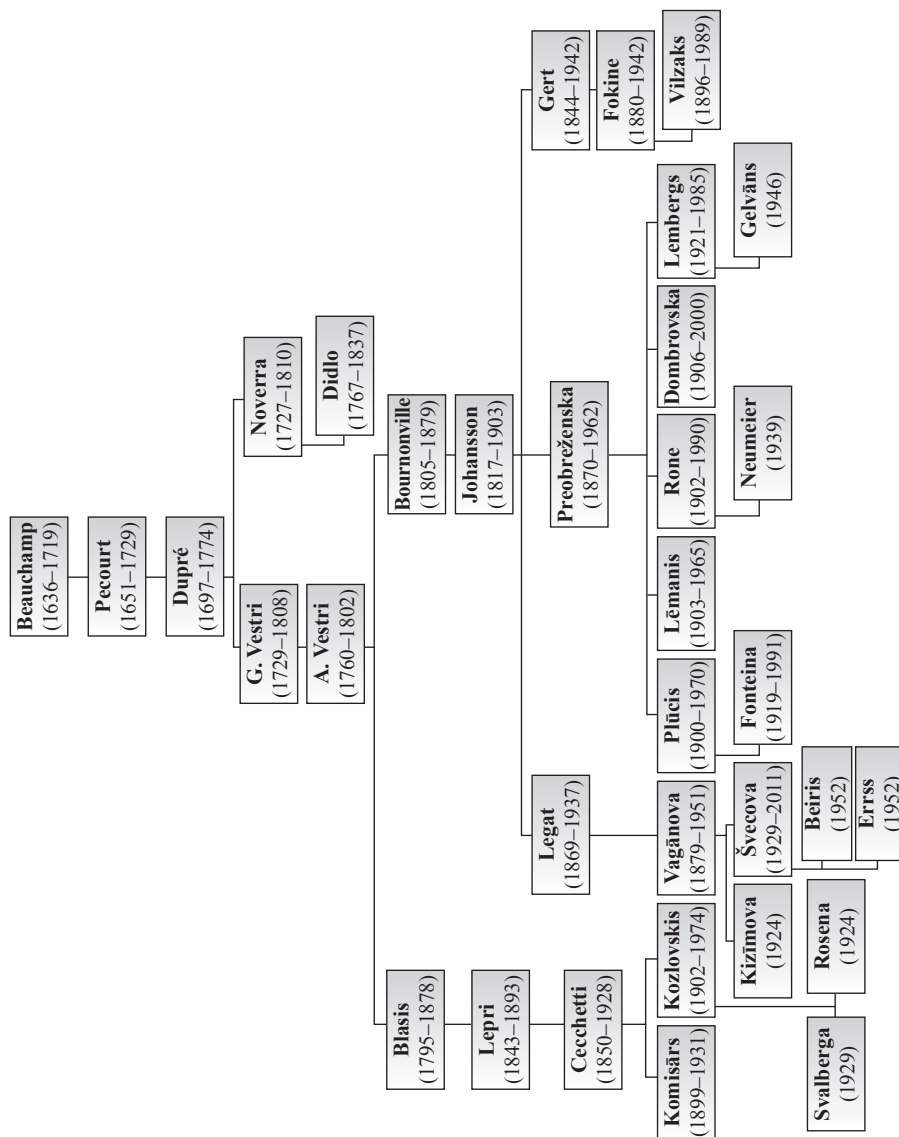 Beauchamp
(1636–1719)
Pecourt
(1651–1729)
Dupré
(1697–1774)
G. Vestri
(1729–1808)
Noverra
(1727–1810)
A. Vestri
(1760–1802)
Didlo
(1767–1837)
Blasis
(1795–1878)
Bournonville
(1805–1879)
Lepri
(1843–1893)
Johansson
(1817–1903)
Cecchetti
(1850–1928)
Legat
(1869–1937)
Preobreženska
(1870–1962)
Gert
(1844–1942)
Fokine
(1880–1942)
Komisārs
(1899–1931)
Kozlovskis
(1902–1974)
Vagānova
(1879–1951)
Plūcis
(1900–1970)
Lēmanis
(1903–1965)
Rone
(1902–1990)
Dombrovska
(1906–2000)
Lembergs
(1921–1985)
Vilzaks
(1896–1989)
Kizīmova
(1924)
Švecova
(1929–2011)
Fonteina
(1919–1991)
Neumeier
(1939)
Gelvāns
(1946)
Svalberga
(1929)
Rosena
(1924)
Beiris
(1952)
Errss
(1952)